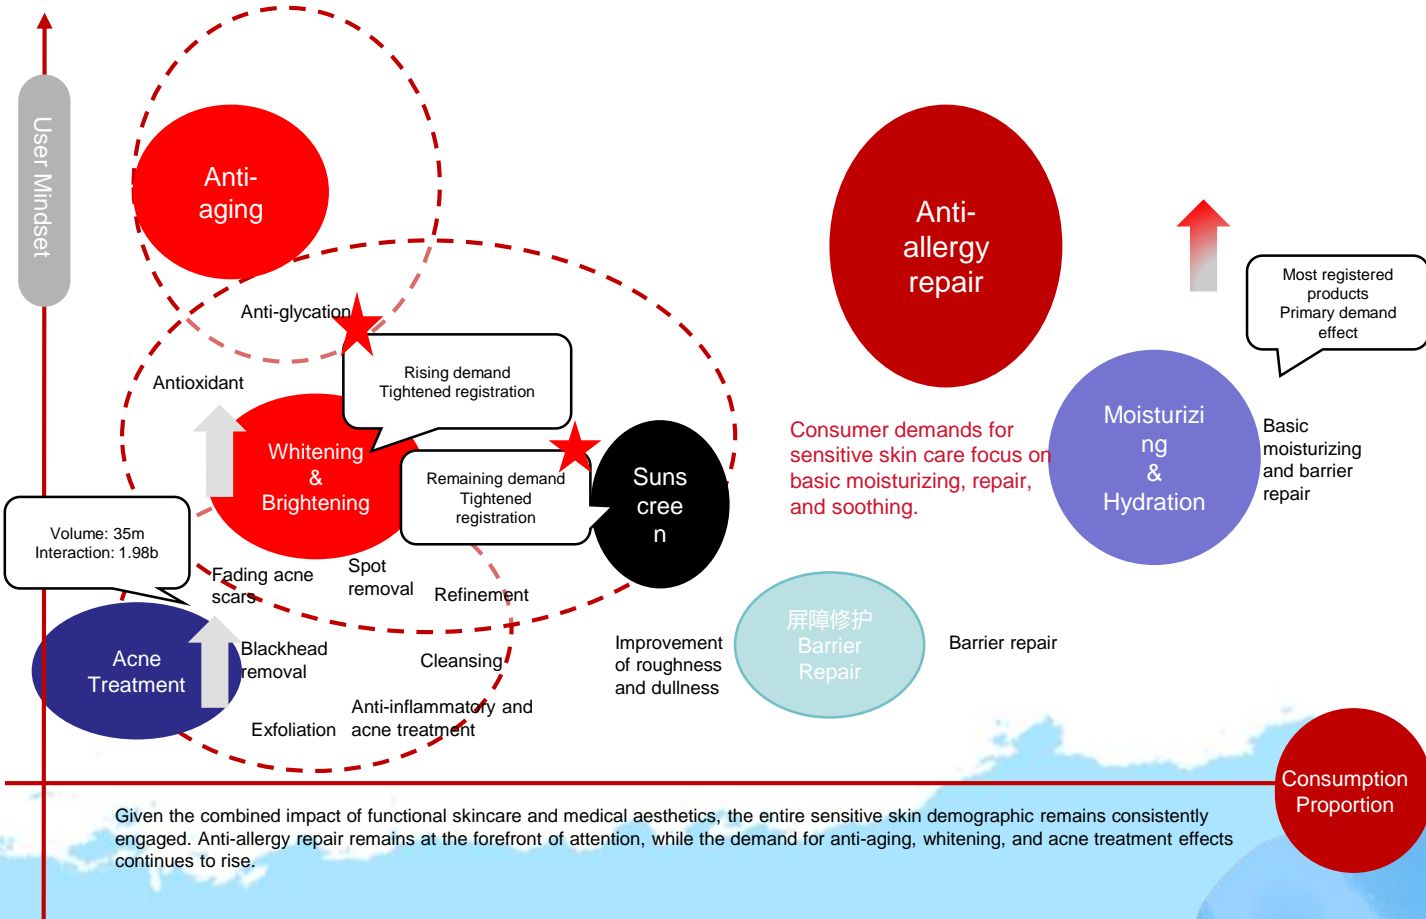 User Mindset
Anti-
aging
Anti-
allergy
repair
Most registered
products
Primary demand
effect
Anti-glycation
Rising demand
Tightened registration
Antioxidant
Whitening
&
Brightening
Remaining demand
Tightened
registration
Suns
cree
n
Consumer demands for
sensitive skin care focus on
basic moisturizing, repair,
and soothing.
Moisturizi
ng
&
Hydration
Basic
moisturizing
and barrier
repair
Volume: 35m
Interaction: 1.98b
Fading acne
scars
Spot
removal
Refinement
Acne
Treatment
Blackhead
removal
Cleansing
Exfoliation
Anti-inflammatory and
acne treatment
Improvement
of roughness
and dullness
屏障修护
Barrier
Repair
Barrier repair
Consumption
Proportion
Given the combined impact of functional skincare and medical aesthetics, the entire sensitive skin demographic remains consistently
engaged. Anti-allergy repair remains at the forefront of attention, while the demand for anti-aging, whitening, and acne treatment effects
continues to rise.